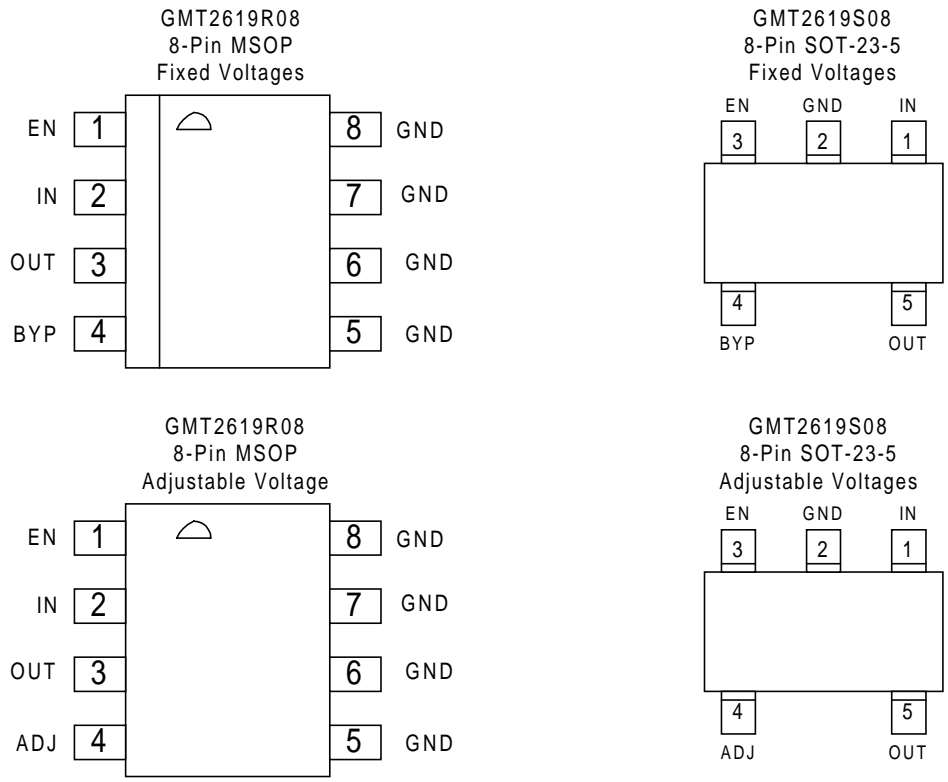 GMT2619R08
8-Pin MSOP
Fixed Voltages
EN 1 8 GND
IN 2 7 GND
OUT 3 6 GND
BYP 4 5 GND
GMT2619S08
8-Pin SOT-23-5
Fixed Voltages
EN GND IN
3 2 1
4 5
BYP OUT
GMT2619R08
8-Pin MSOP
Adjustable Voltage
EN 1 8 GND
IN 2 7 GND
OUT 3 6 GND
ADJ 4 5 GND
GMT2619S08
8-Pin SOT-23-5
Adjustable Voltages
EN GND IN
3 2 1
4 5
ADJ OUT